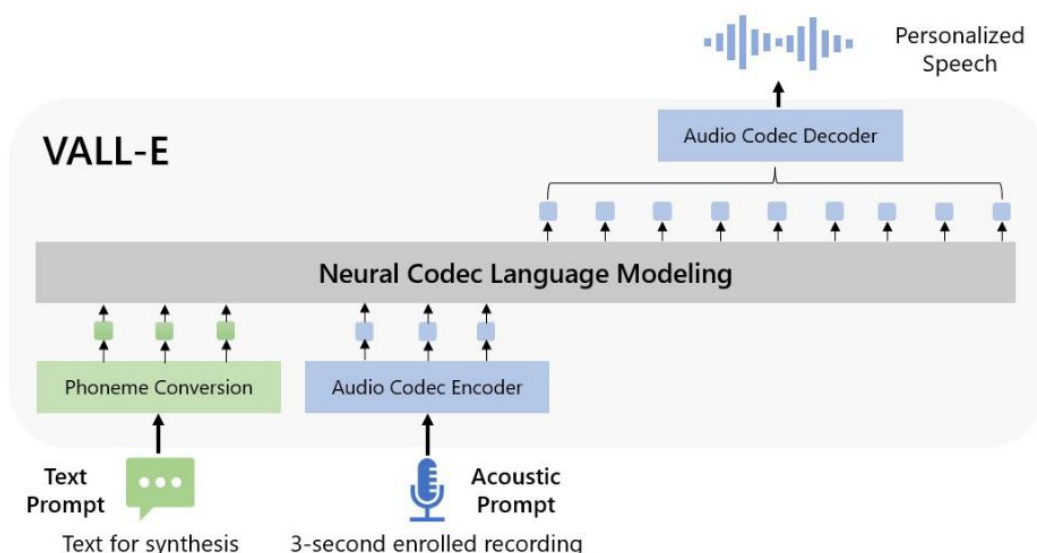 Personalized
Speech
Audio Codec Decoder
VALL-E
Neural Codec Language Modeling
Phoneme Conversion
Audio Codec Encoder
Text
Prompt
Acoustic
Prompt
Text for synthesis
3-second enrolled recording